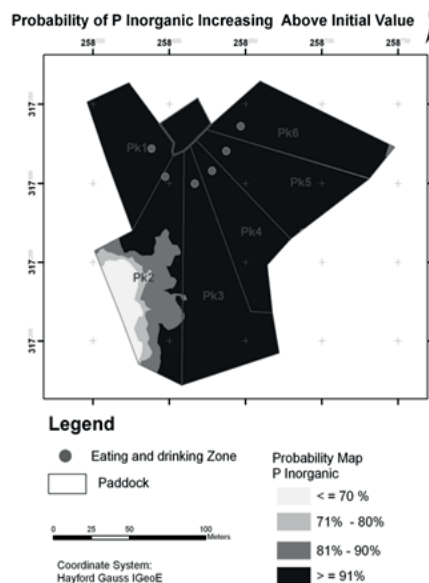 Probability of P Inorganic Increasing Above Initial Value
258 258 258 258 258
317
317
317
317
Pk1
Pk6
Pk5
Pk4
Pk2
Pk3
Legend
Eating and drinking Zone
Paddock
0 25 50 100
Meters
Coordinate System:
Hayford Gauss IGeoE
Probability Map
P Inorganic
< = 70 %
71% - 80%
81% - 90%
> = 91%